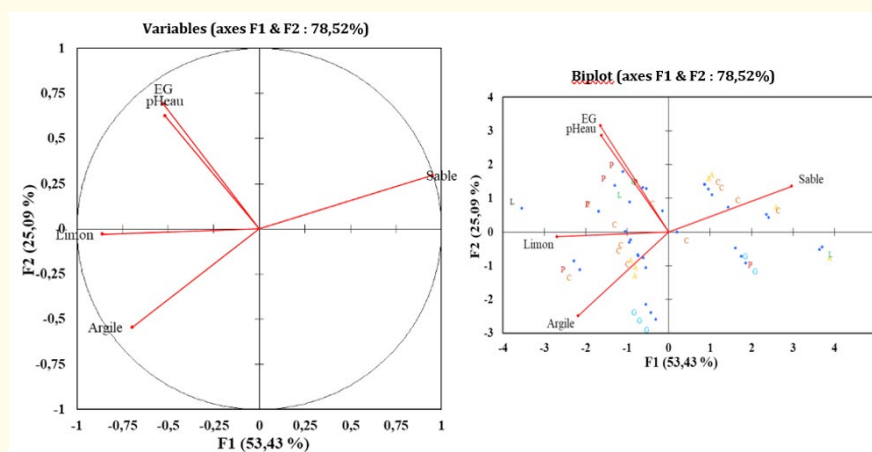 Variables (axes F1 & F2 : 78,52%)
1
0,75
0,5
0,25
0
-0,25
-0,5
-0,75
-1
F2 (25,09 %)
EG
pHeau
Sable
Limon
Argile
-1 -0,75 -0,5 -0,25 0 0,25 0,5 0,75 1
F1 (53,43 %)
Biplot (axes F1 & F2 : 78,52%)
4
3
2
1
0
-1
-2
-3
F2 (25,09 %)
EG
pHeau
Sable
Limon
Argile
L
P
P
L
P
C
C
C
C
C
C
P
C
G
P
G
G
G
G
-4 -3 -2 -1 0 1 2 3 4
F1 (53,43 %)